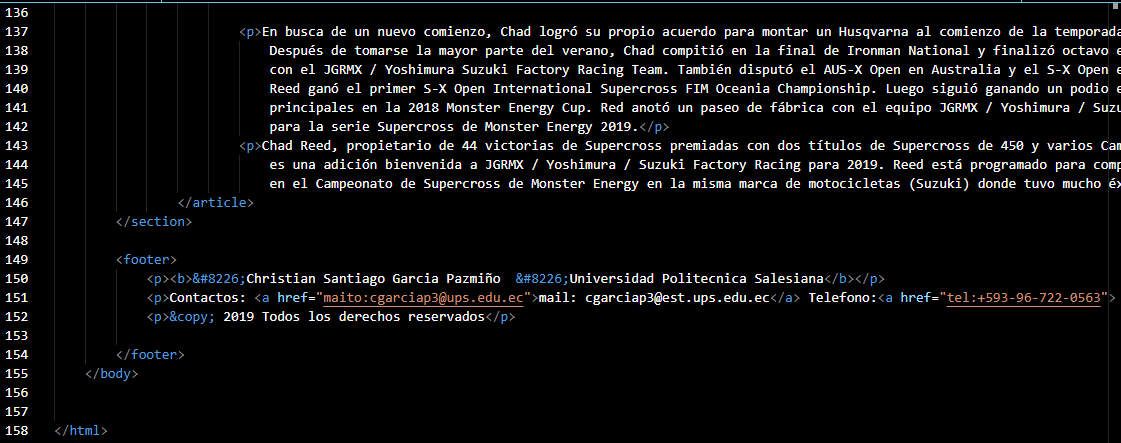 136
137 <p>En busca de un nuevo comienzo, Chad logró su propio acuerdo para montar un Husqvarna al comienzo de la temporada
138 Después de tomarse la mayor parte del verano, Chad compitió en la final de Ironman National y finalizó octavo e
139 con el JGRMX / Yoshimura Suzuki Factory Racing Team. También disputó el AUS-X Open en Australia y el S-X Open e
140 Reed ganó el primer S-X Open International Supercross FIM Oceania Championship. Luego siguió ganando un podio e
141 principales en la 2018 Monster Energy Cup. Red anotó un paseo de fábrica con el equipo JGRMX / Yoshimura / Suzu
142 para la serie Supercross de Monster Energy 2019.</p>
143 <p>Chad Reed, propietario de 44 victorias de Supercross premiadas con dos títulos de Supercross de 450 y varios Cam
144 es una adición bienvenida a JGRMX / Yoshimura / Suzuki Factory Racing para 2019. Reed está programado para comp
145 en el Campeonato de Supercross de Monster Energy en la misma marca de motocicletas (Suzuki) donde tuvo mucho éx
146 </article>
147 </section>
148
149 <footer>
150 <p><b>&#8226;Christian Santiago Garcia Pazmiño  &#8226;Universidad Politecnica Salesiana</b></p>
151 <p>Contactos: <a href="maito:cgarciap3@ups.edu.ec">mail: cgarciap3@est.ups.edu.ec</a> Telefono:<a href="tel:+593-96-722-0563">
152 <p>&copy; 2019 Todos los derechos reservados</p>
153
154 </footer>
155 </body>
156
157
158 </html>